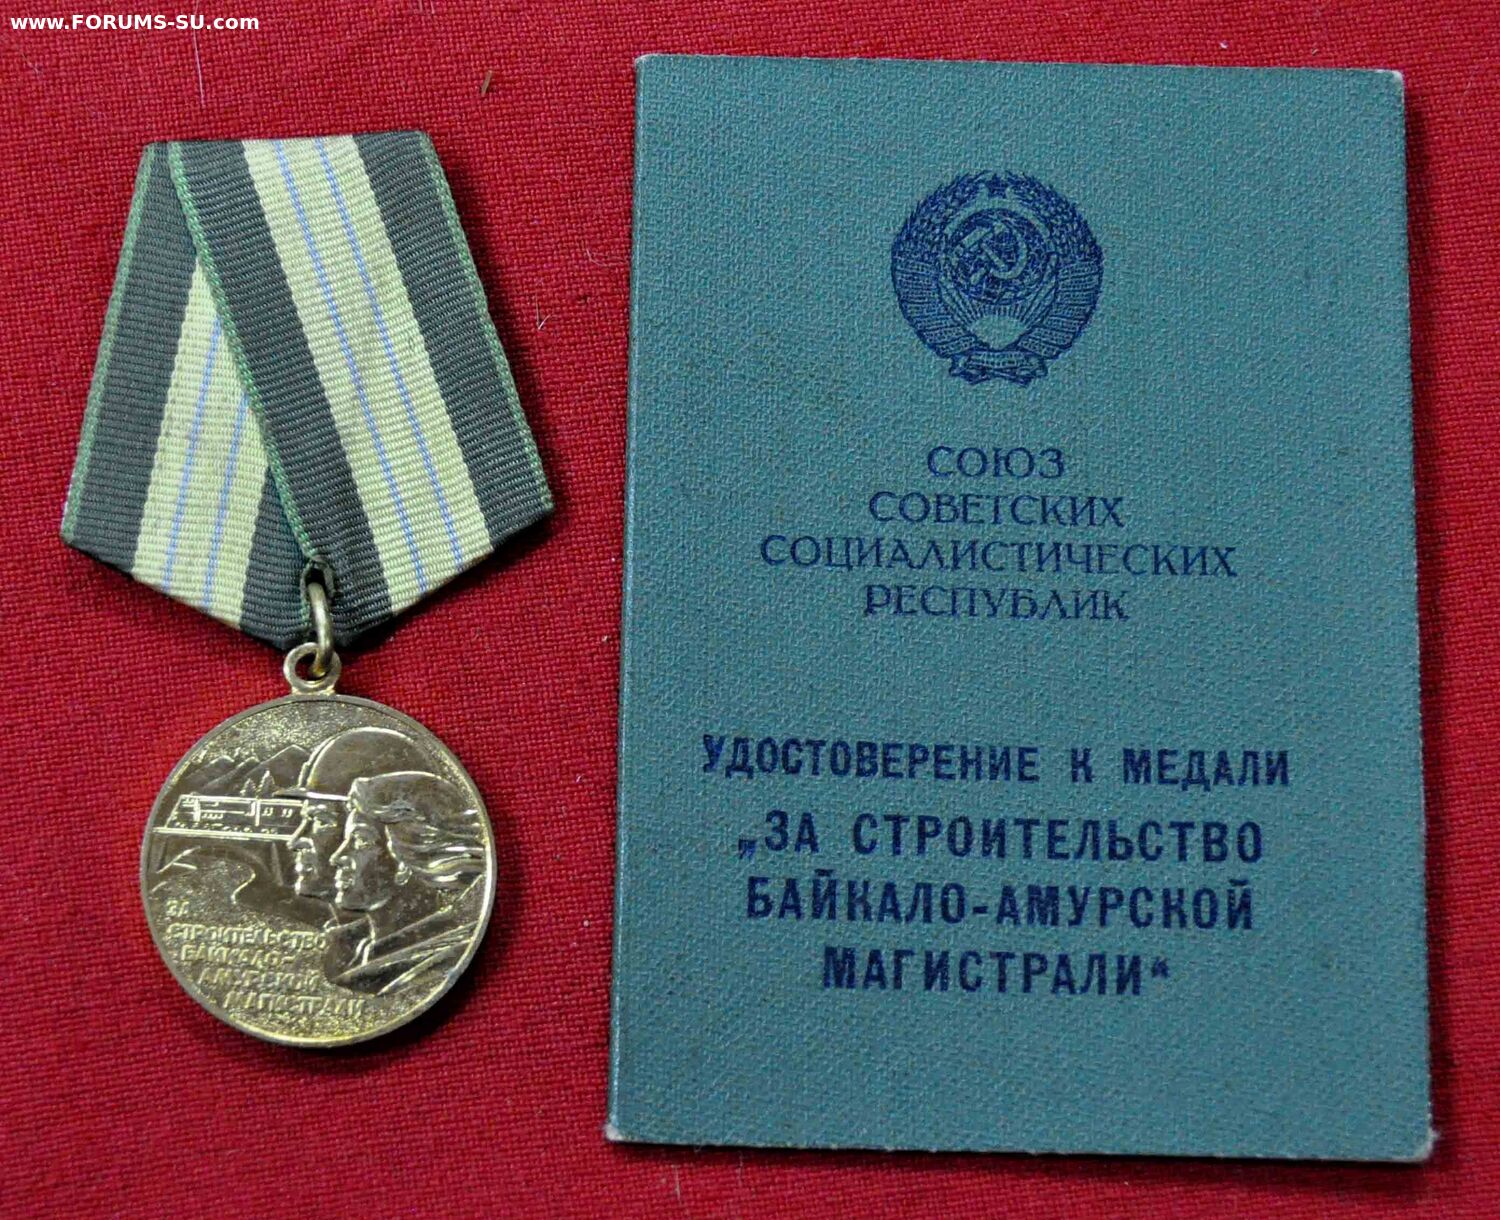 www.FORUMS-SU.com
СОЮЗ
СОВЕТСКИХ
СОЦИАЛИСТИЧЕСКИХ
РЕСПУБЛИК
УДОСТОВЕРЕНИЕ К МЕДАЛИ
„ЗА СТРОИТЕЛЬСТВО
БАЙКАЛО-АМУРСКОЙ
МАГИСТРАЛИ“
ЗА
СТРОИТЕЛЬСТВО
БАЙКАЛО-
АМУРСКОЙ
МАГИСТРАЛИ